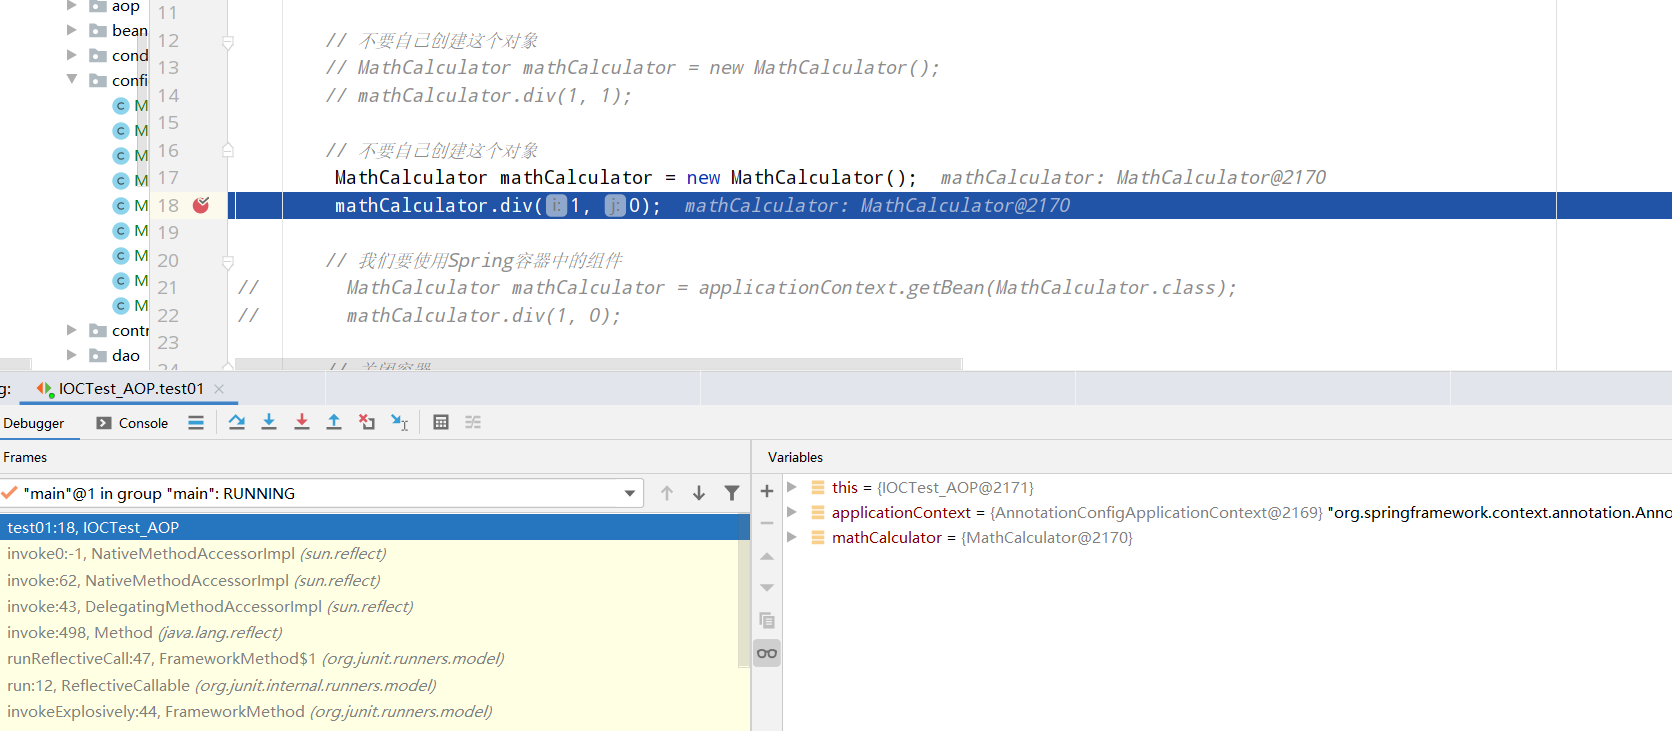 aop
bean
cond
confi
M
M
M
M
M
M
M
M
M
contr
dao
11
12 // 不要自己创建这个对象
13 // MathCalculator mathCalculator = new MathCalculator();
14 // mathCalculator.div(1, 1);
15
16 // 不要自己创建这个对象
17 MathCalculator mathCalculator = new MathCalculator(); mathCalculator: MathCalculator@2170
18 mathCalculator.div(i: 1, j: 0); mathCalculator: MathCalculator@2170
19
20 // 我们要使用Spring容器中的组件
21 // MathCalculator mathCalculator = applicationContext.getBean(MathCalculator.class);
22 // mathCalculator.div(1, 0);
23
24 // 关闭容器
g: IOCTest_AOP.test01
Debugger Console
Frames
"main"@1 in group "main": RUNNING
test01:18, IOCTest_AOP
invoke0:-1, NativeMethodAccessorImpl (sun.reflect)
invoke:62, NativeMethodAccessorImpl (sun.reflect)
invoke:43, DelegatingMethodAccessorImpl (sun.reflect)
invoke:498, Method (java.lang.reflect)
runReflectiveCall:47, FrameworkMethod$1 (org.junit.runners.model)
run:12, ReflectiveCallable (org.junit.internal.runners.model)
invokeExplosively:44, FrameworkMethod (org.junit.runners.model)
Variables
this = {IOCTest_AOP@2171}
applicationContext = {AnnotationConfigApplicationContext@2169} "org.springframework.context.annotation.Anno
mathCalculator = {MathCalculator@2170}